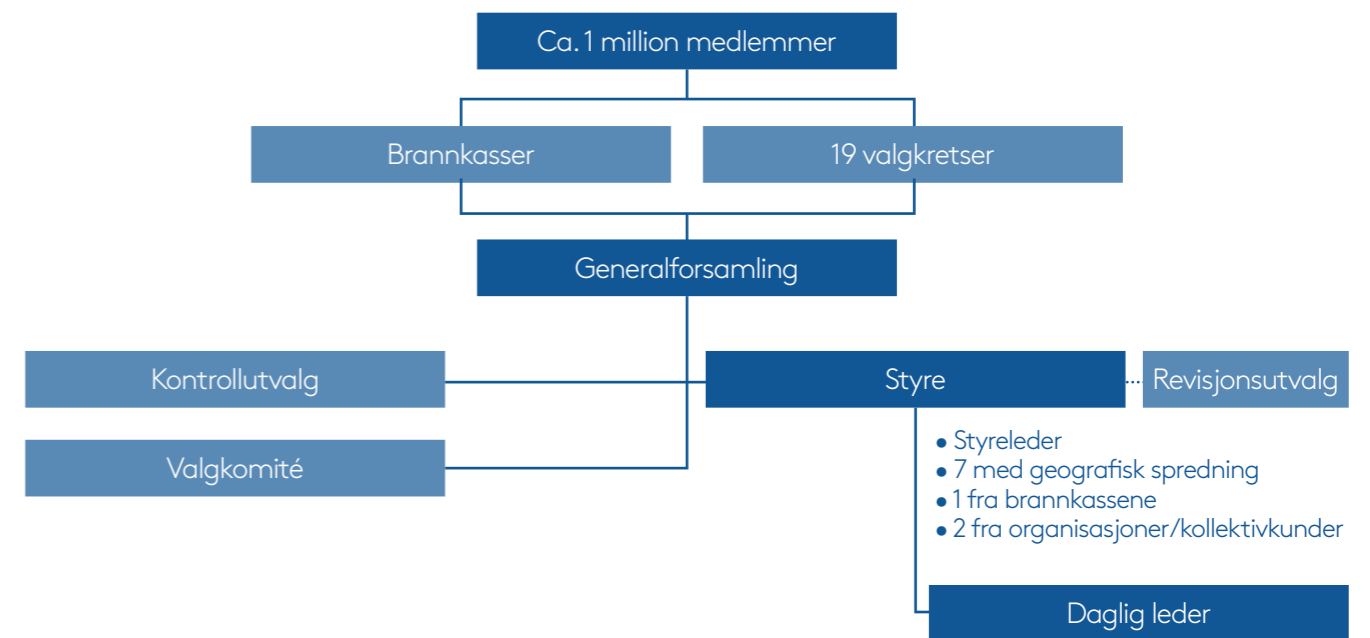 Ca. 1 million medlemmer
Brannkasser
19 valgkretser
Generalforsamling
Kontrollutvalg
Styre
Revisjonsutvalg
Valgkomité
• Styreleder
• 7 med geografisk spredning
• 1 fra brannkassene
• 2 fra organisasjoner/kollektivkunder
Daglig leder